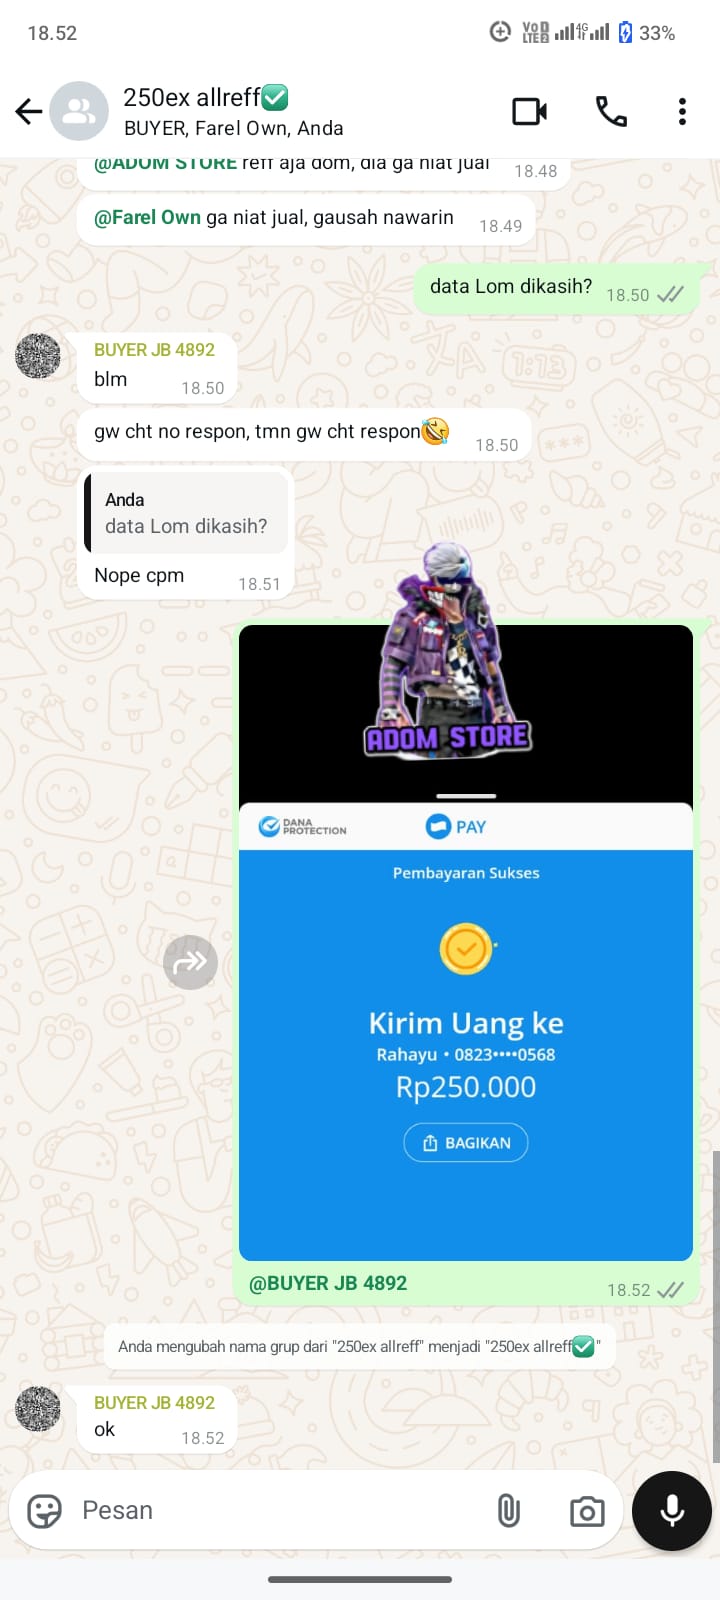 18.52
VoD LTE2 4G 33%
250ex allreff✅
BUYER, Farel Own, Anda
@ADOM STORE reff aja dom, dia ga niat jual 18.48
@Farel Own ga niat jual, gausah nawarin 18.49
data Lom dikasih? 18.50
BUYER JB 4892
blm 18.50
gw cht no respon, tmn gw cht respon🤣 18.50
Anda
data Lom dikasih?
Nope cpm 18.51
ADOM STORE
DANA PROTECTION
PAY
Pembayaran Sukses
Kirim Uang ke
Rahayu • 0823••••0568
Rp250.000
BAGIKAN
@BUYER JB 4892 18.52
Anda mengubah nama grup dari "250ex allreff" menjadi "250ex allreff✅"
BUYER JB 4892
ok 18.52
Pesan